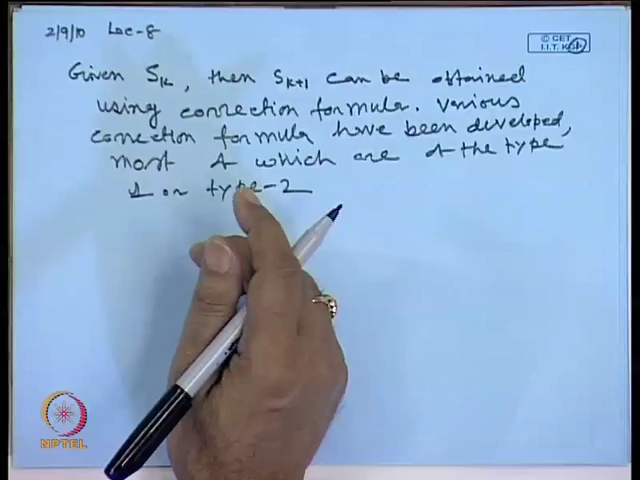 2/9/10 Lec-8
© CET
I.I.T. KGP
Given Sₖ, then Sₖ₊₁ can be obtained
using correction formula. Various
correction formula have been developed,
most of which are of the type
1 or type-2
NPTEL